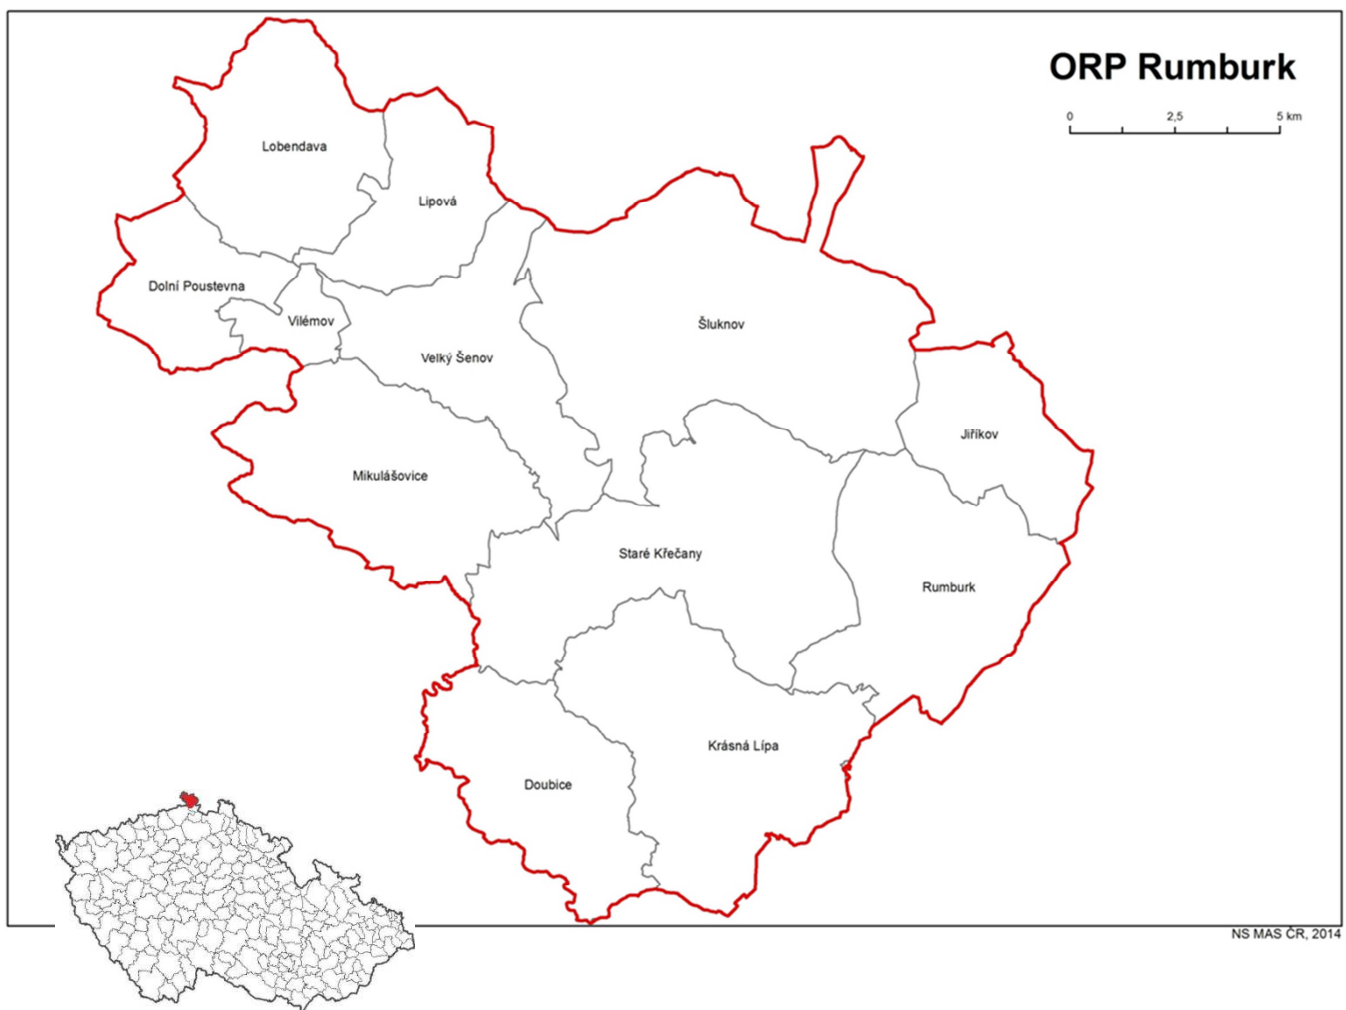 ORP Rumburk
0 2,5 5 km
Lobendava
Lipová
Dolní Poustevna
Vilémov
Šluknov
Velký Šenov
Jiříkov
Mikulášovice
Staré Křečany
Rumburk
Krásná Lípa
Doubice
NS MAS ČR, 2014